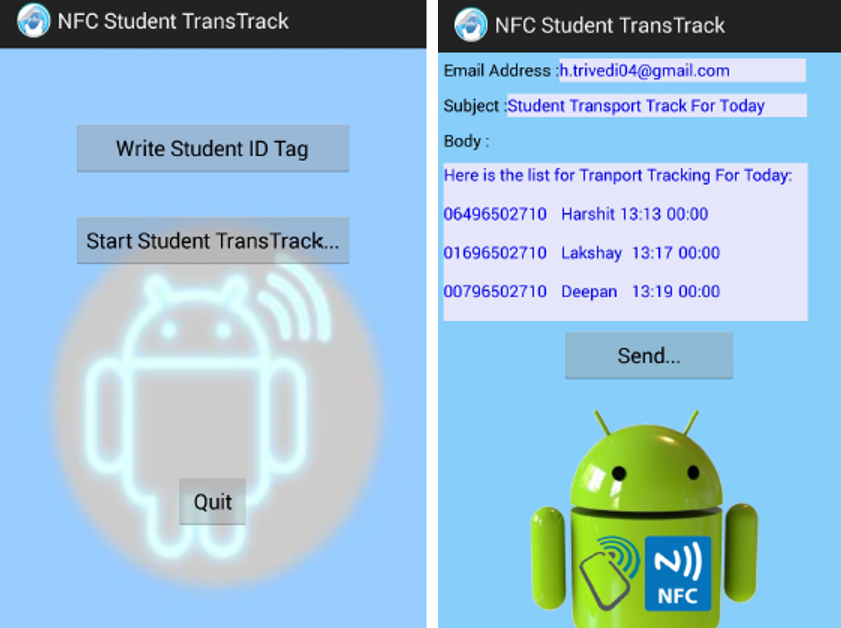 NFC Student TransTrack
Write Student ID Tag
Start Student TransTrack...
Quit
NFC Student TransTrack
Email Address :h.trivedi04@gmail.com
Subject :Student Transport Track For Today
Body :
Here is the list for Tranport Tracking For Today:
06496502710 Harshit 13:13 00:00
01696502710 Lakshay 13:17 00:00
00796502710 Deepan 13:19 00:00
Send...
NFC